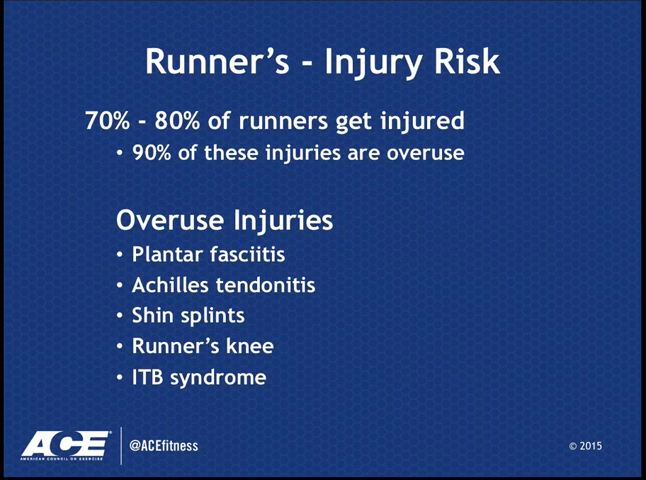 Runner's - Injury Risk
70% - 80% of runners get injured
• 90% of these injuries are overuse
Overuse Injuries
• Plantar fasciitis
• Achilles tendonitis
• Shin splints
• Runner's knee
• ITB syndrome
ACE
AMERICAN COUNCIL ON EXERCISE
@ACEfitness
© 2015